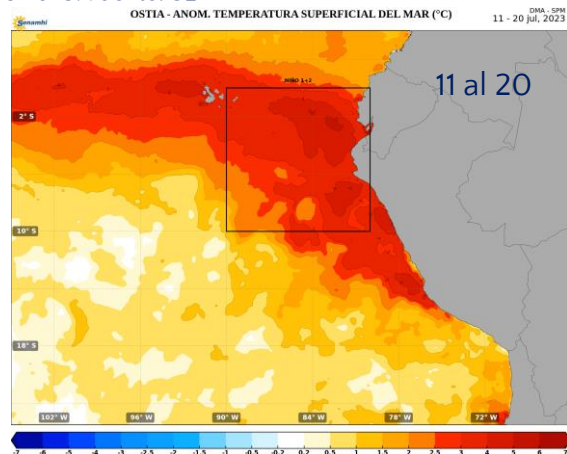 OSTIA - ANOM. TEMPERATURA SUPERFICIAL DEL MAR (°C)
DMA - SPM
11 - 20 jul, 2023
Senamhi
NIÑO 1+2
11 al 20
2° S
10° S
18° S
102° W 96° W 90° W 84° W 78° W 72° W
-7 -6 -5 -4 -3 -2.5 -2 -1.5 -1 -0.5 -0.2 0.2 0.5 1 1.5 2 2.5 3 4 5 6 7